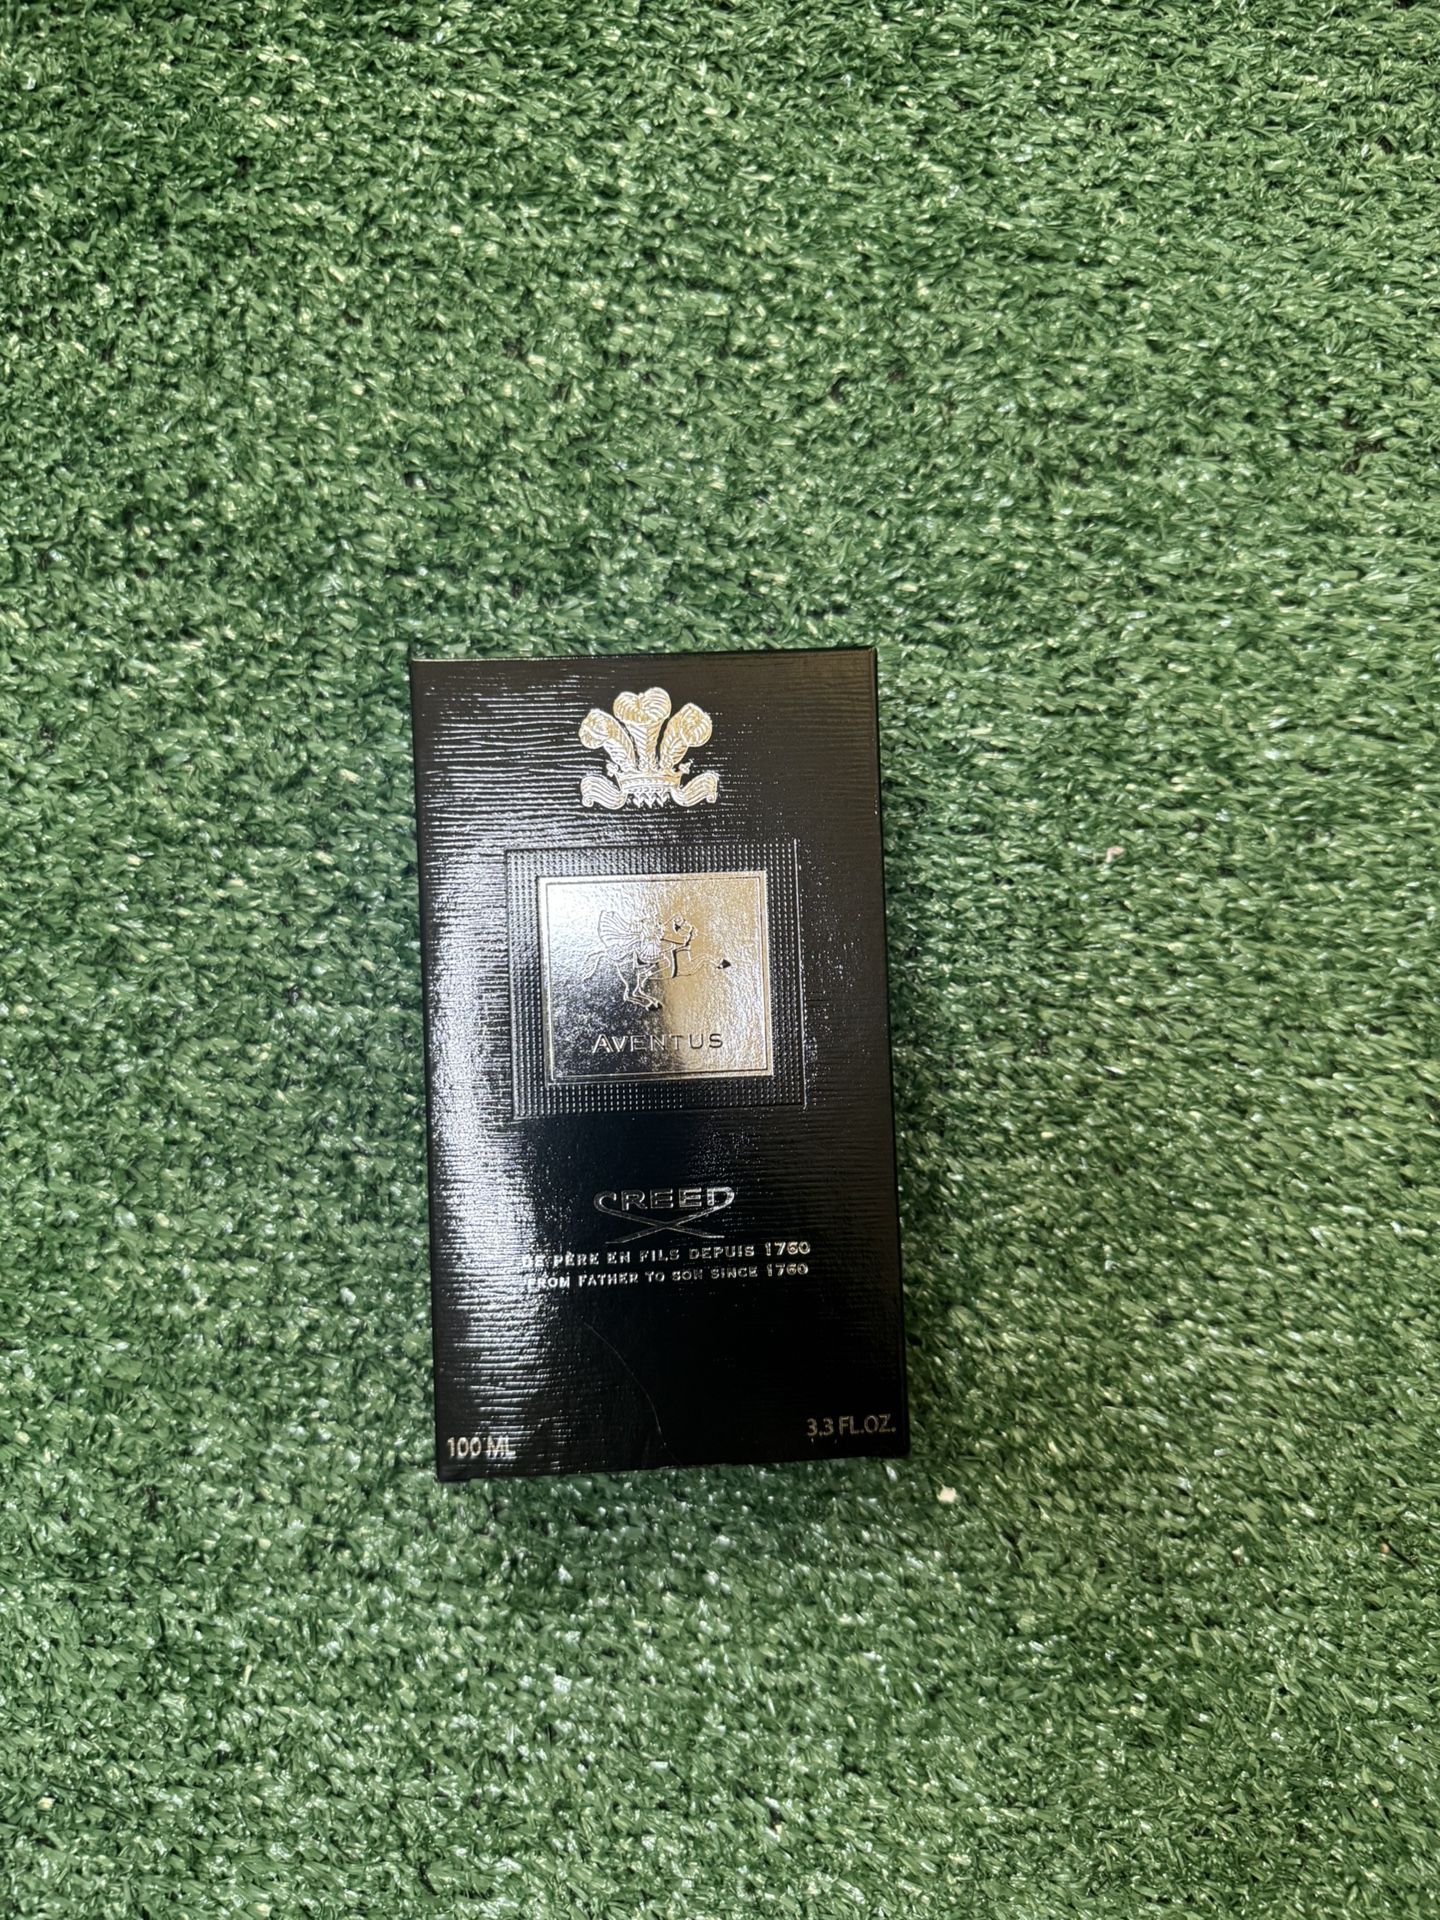 AVENTUS
CREED
DE PÈRE EN FILS DEPUIS 1760
FROM FATHER TO SON SINCE 1760
100 ML
3.3 FL.OZ.